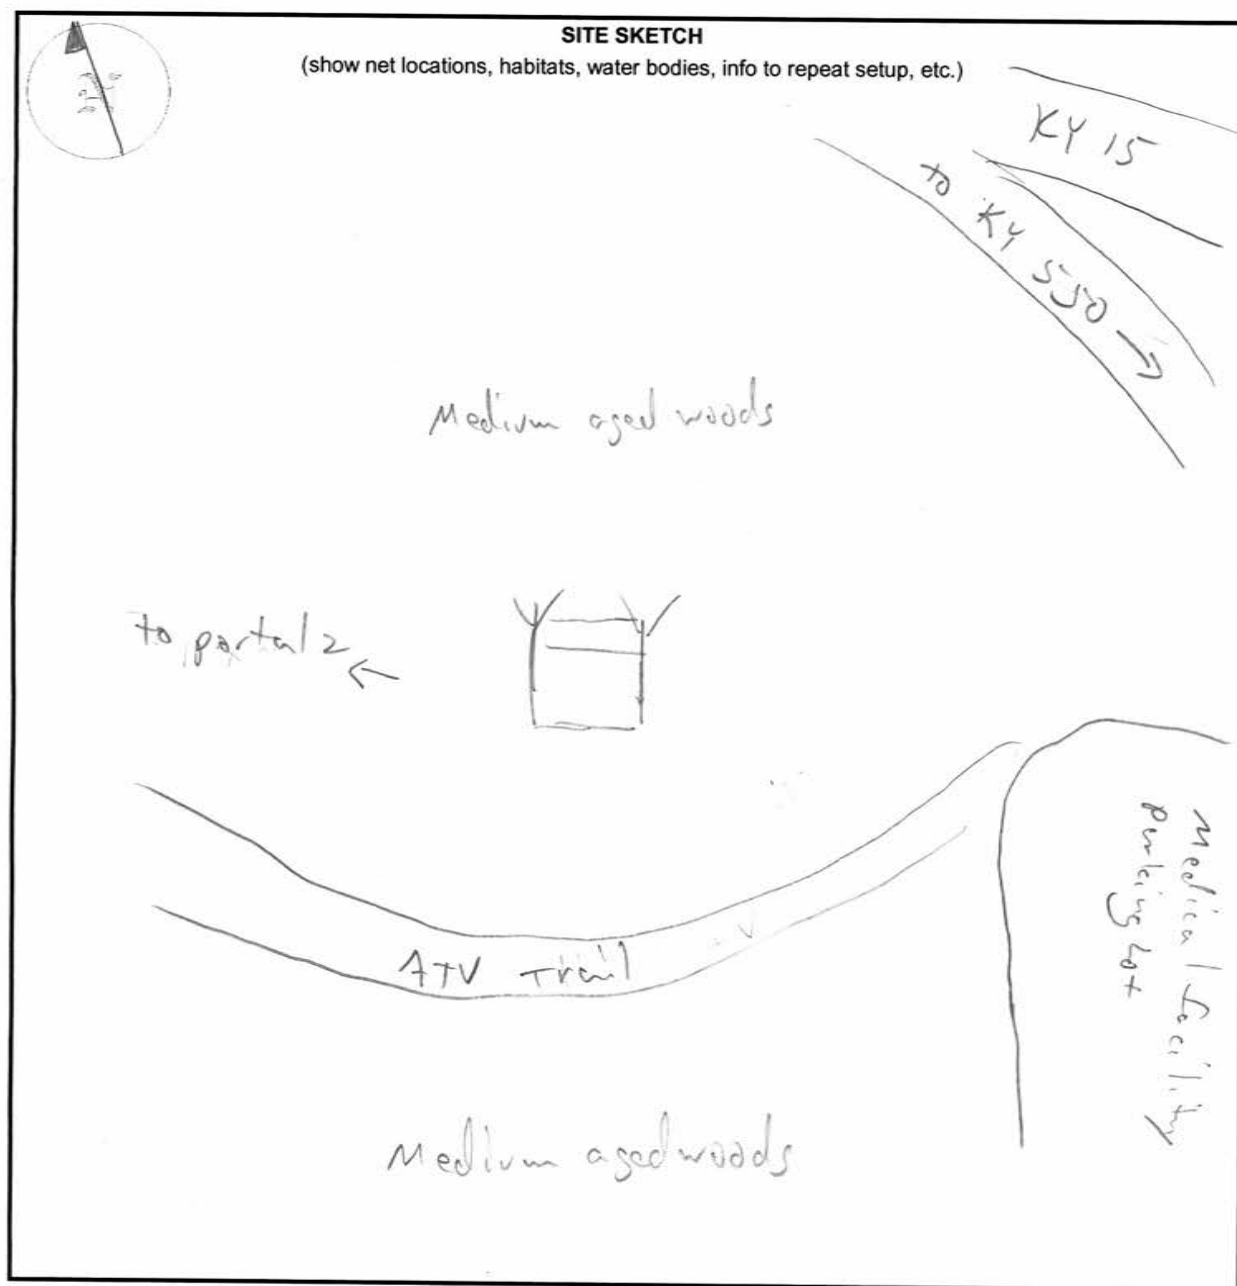 SITE SKETCH
(show net locations, habitats, water bodies, info to repeat setup, etc.)
KY 15
to KY 550 →
Medium aged woods
to portal 2 ←
Medical facility
parking lot
ATV Trail
Medium aged woods